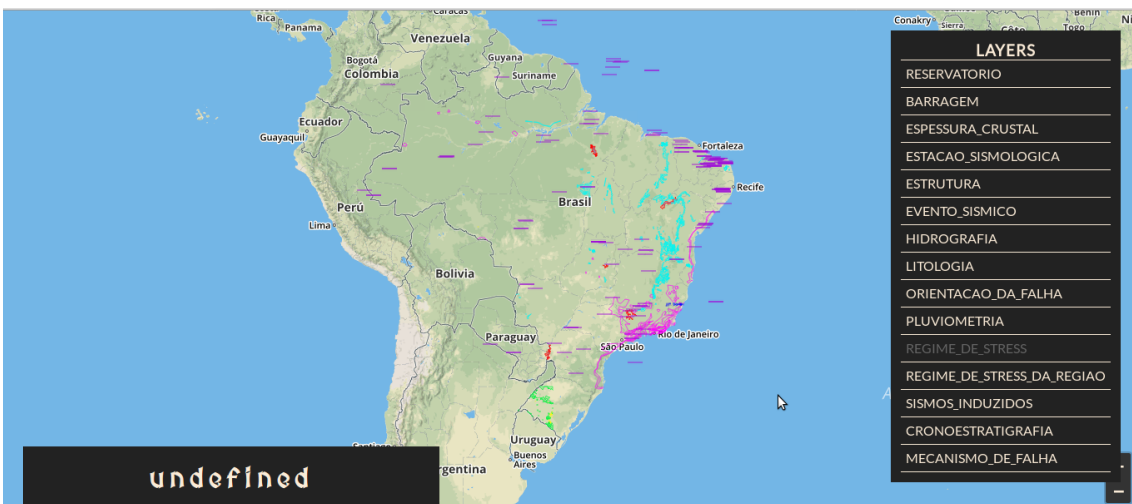 Caracas
Rica
Panama
Venezuela
Bogotá
Colombia
Guyana
Suriname
Ecuador
Guayaquil
Perú
Lima
Brasil
Fortaleza
Recife
Bolivia
Paraguay
São Paulo
Rio de Janeiro
Uruguay
Buenos
Aires
Conakry
Sierra
Côte
Benin
Togo
LAYERS
RESERVATORIO
BARRAGEM
ESPESSURA_CRUSTAL
ESTACAO_SISMOLOGICA
ESTRUTURA
EVENTO_SISMICO
HIDROGRAFIA
LITOLOGIA
ORIENTACAO_DA_FALHA
PLUVIOMETRIA
REGIME_DE_STRESS
REGIME_DE_STRESS_DA_REGIAO
SISMOS_INDUZIDOS
CRONOESTRATIGRAFIA
MECANISMO_DE_FALHA
undefined